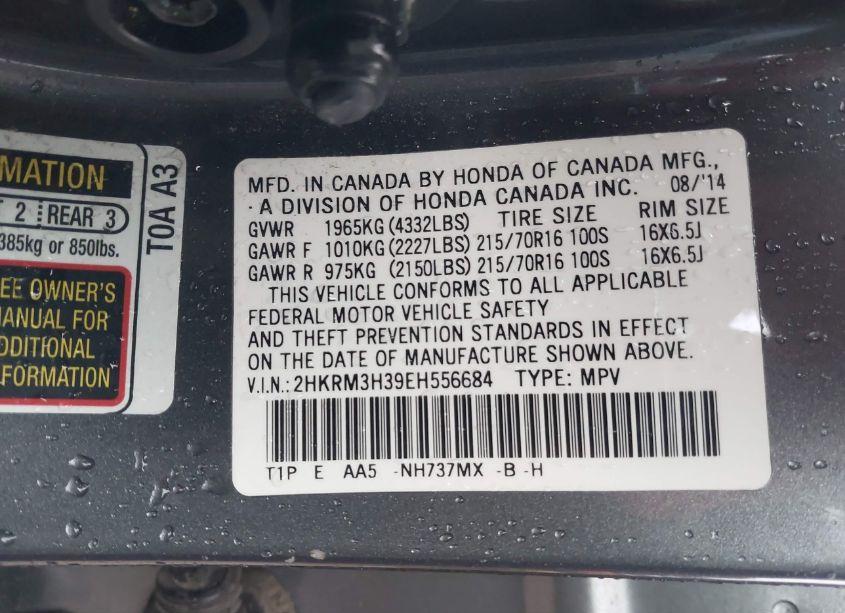 MATION
2 REAR 3
385kg or 850lbs.
EE OWNER'S
MANUAL FOR
DDITIONAL
FORMATION
TOA A3
MFD. IN CANADA BY HONDA OF CANADA MFG.,
A DIVISION OF HONDA CANADA INC. 08/'14
GVWR 1965KG (4332LBS) TIRE SIZE RIM SIZE
GAWR F 1010KG (2227LBS) 215/70R16 100S 16X6.5J
GAWR R 975KG (2150LBS) 215/70R16 100S 16X6.5J
THIS VEHICLE CONFORMS TO ALL APPLICABLE
FEDERAL MOTOR VEHICLE SAFETY
AND THEFT PREVENTION STANDARDS IN EFFECT
ON THE DATE OF MANUFACTURE SHOWN ABOVE.
V.I.N.: 2HKRM3H39EH556684 TYPE: MPV
T1P E AA5 -NH737MX -B -H